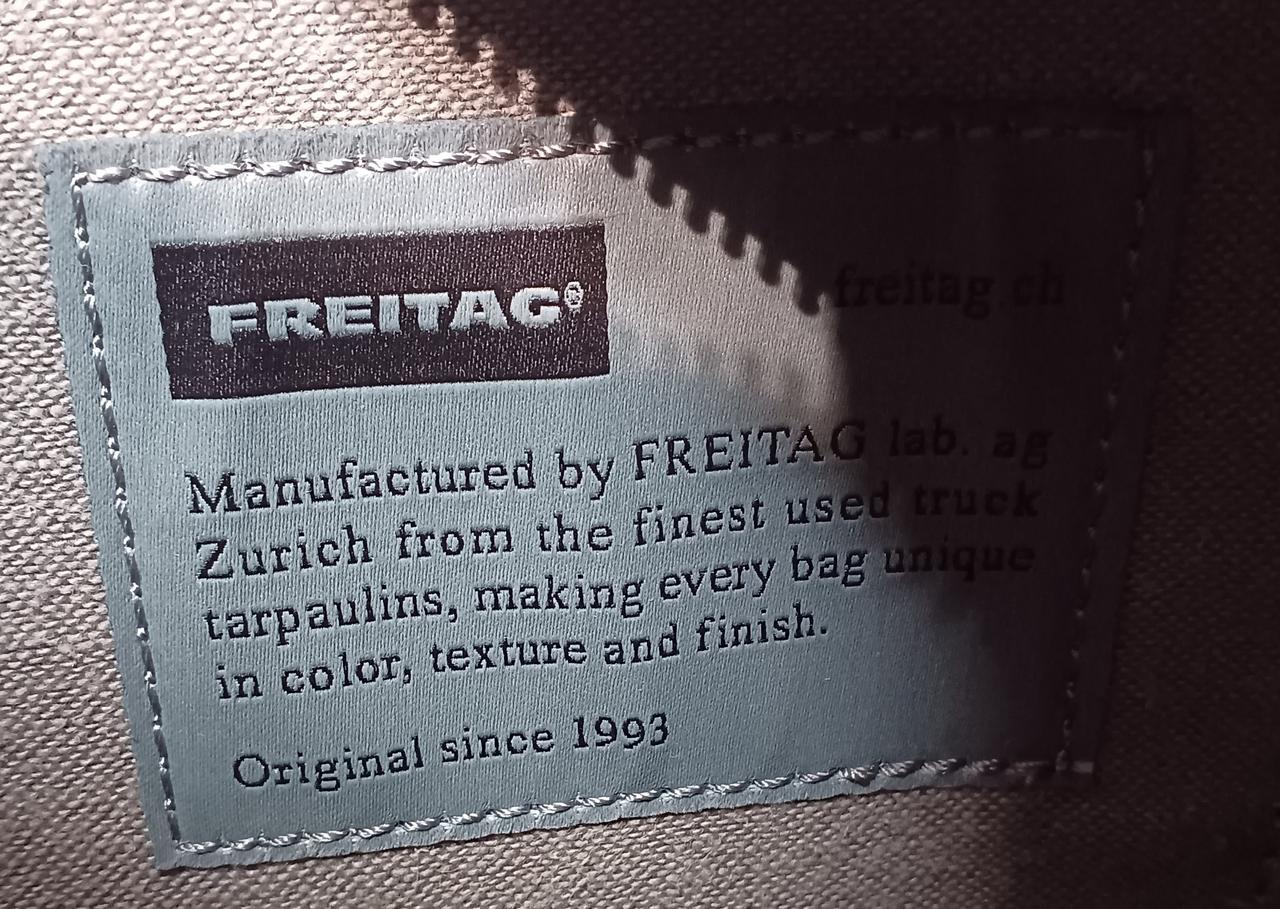 FREITAG®
freitag.ch
Manufactured by FREITAG lab. ag
Zurich from the finest used truck
tarpaulins, making every bag unique
in color, texture and finish.
Original since 1993